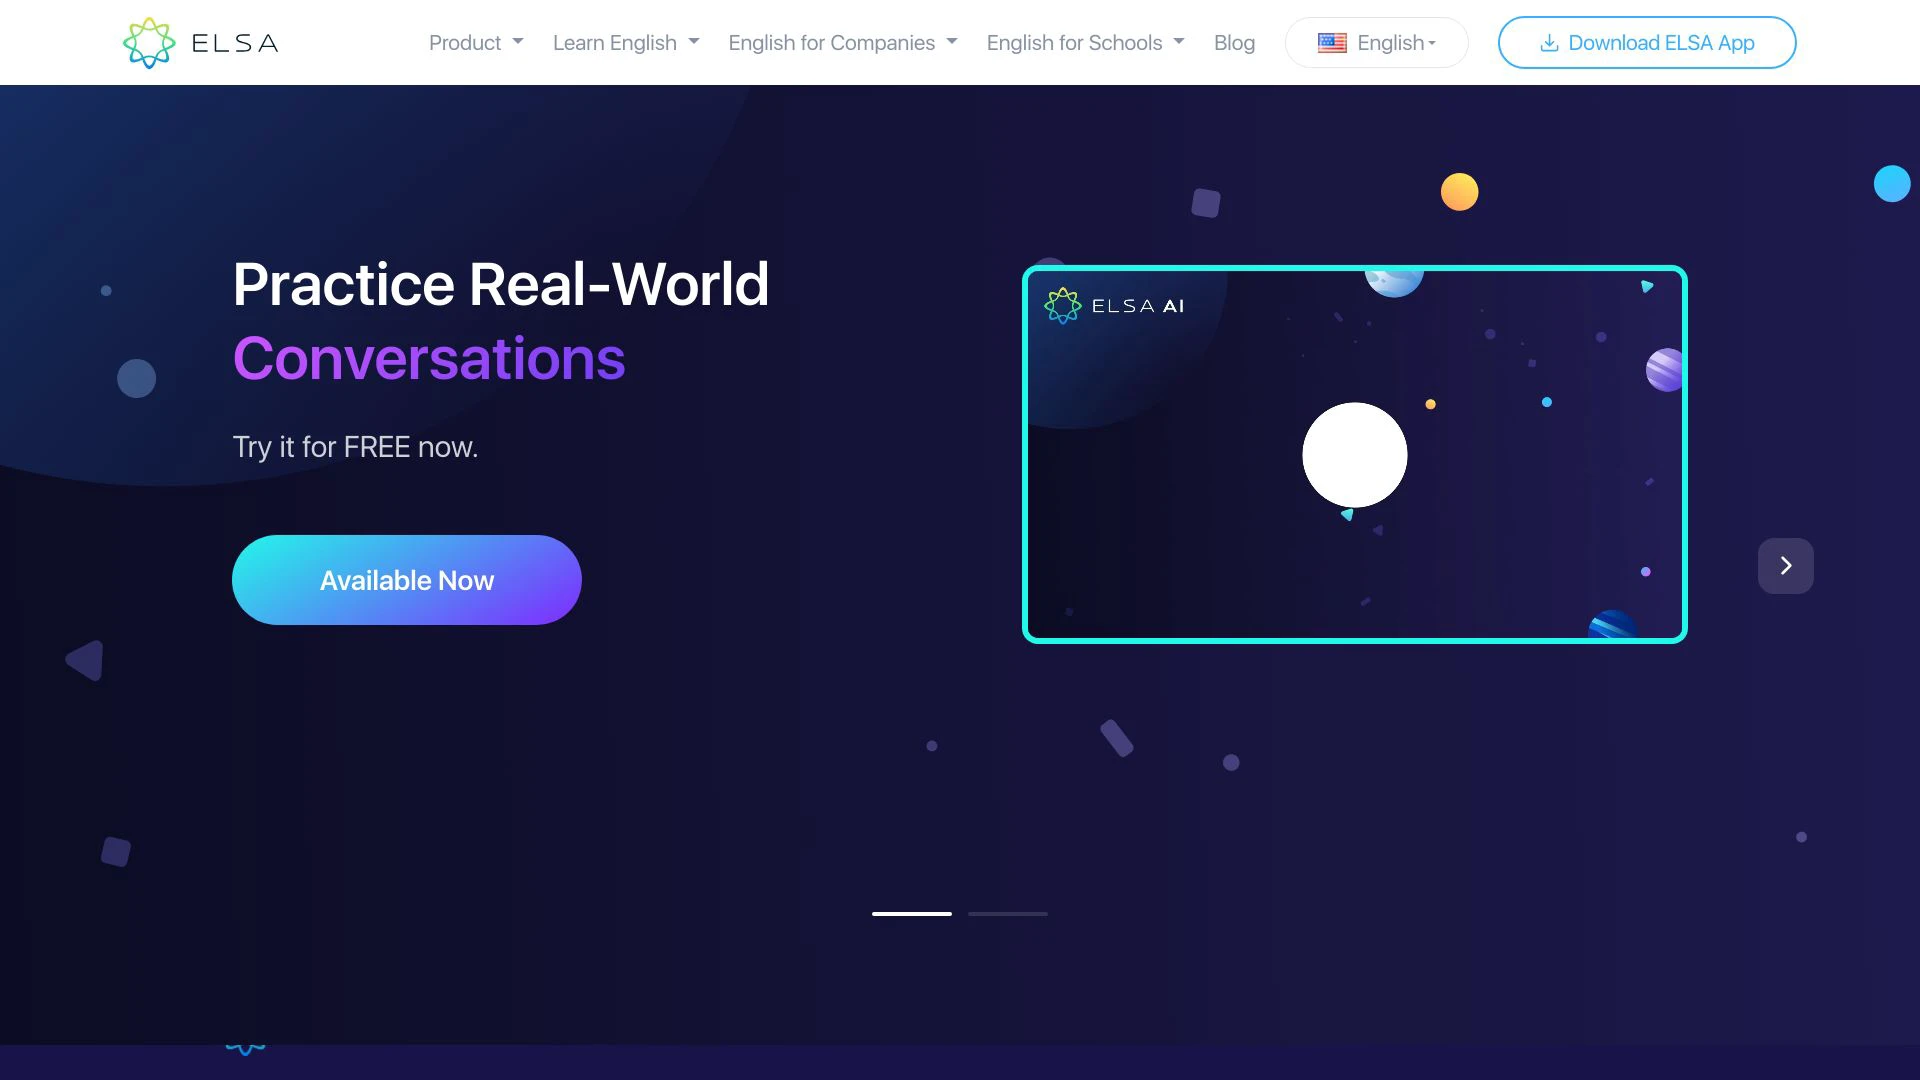 ELSA
Product
Learn English
English for Companies
English for Schools
Blog
English
Download ELSA App
Practice Real-World
Conversations
Try it for FREE now.
Available Now
ELSA AI